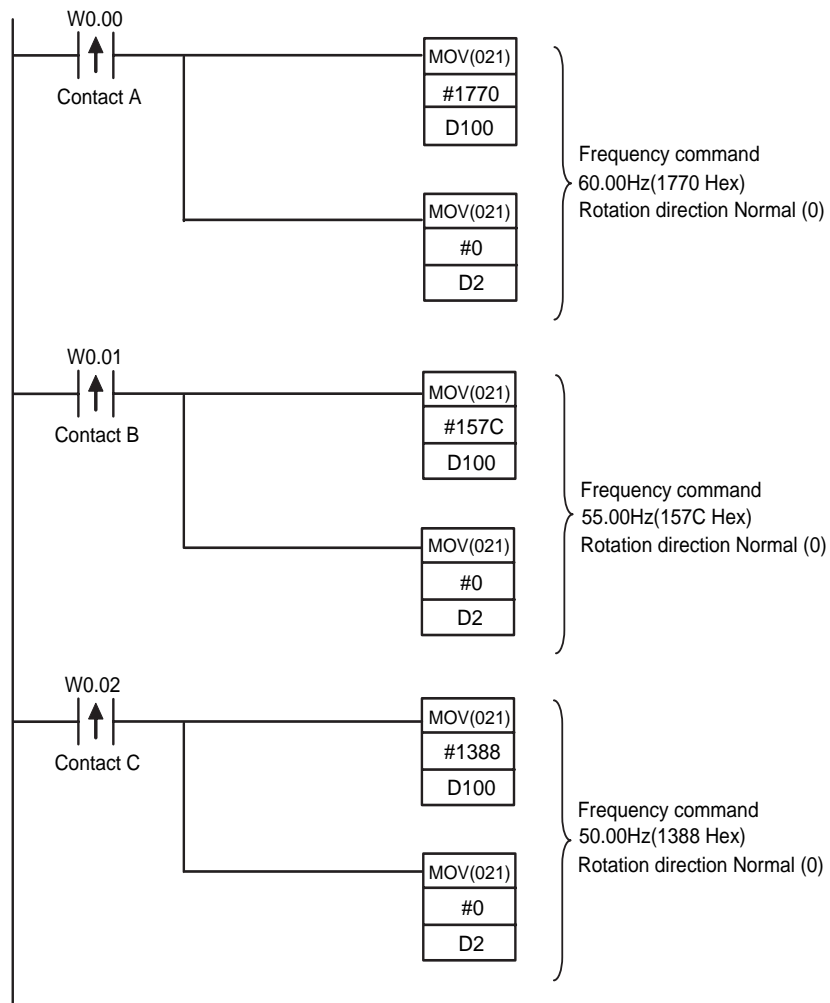 W0.00
Contact A
MOV(021)
#1770
D100
MOV(021)
#0
D2
Frequency command
60.00Hz(1770 Hex)
Rotation direction Normal (0)
W0.01
Contact B
MOV(021)
#157C
D100
MOV(021)
#0
D2
Frequency command
55.00Hz(157C Hex)
Rotation direction Normal (0)
W0.02
Contact C
MOV(021)
#1388
D100
MOV(021)
#0
D2
Frequency command
50.00Hz(1388 Hex)
Rotation direction Normal (0)